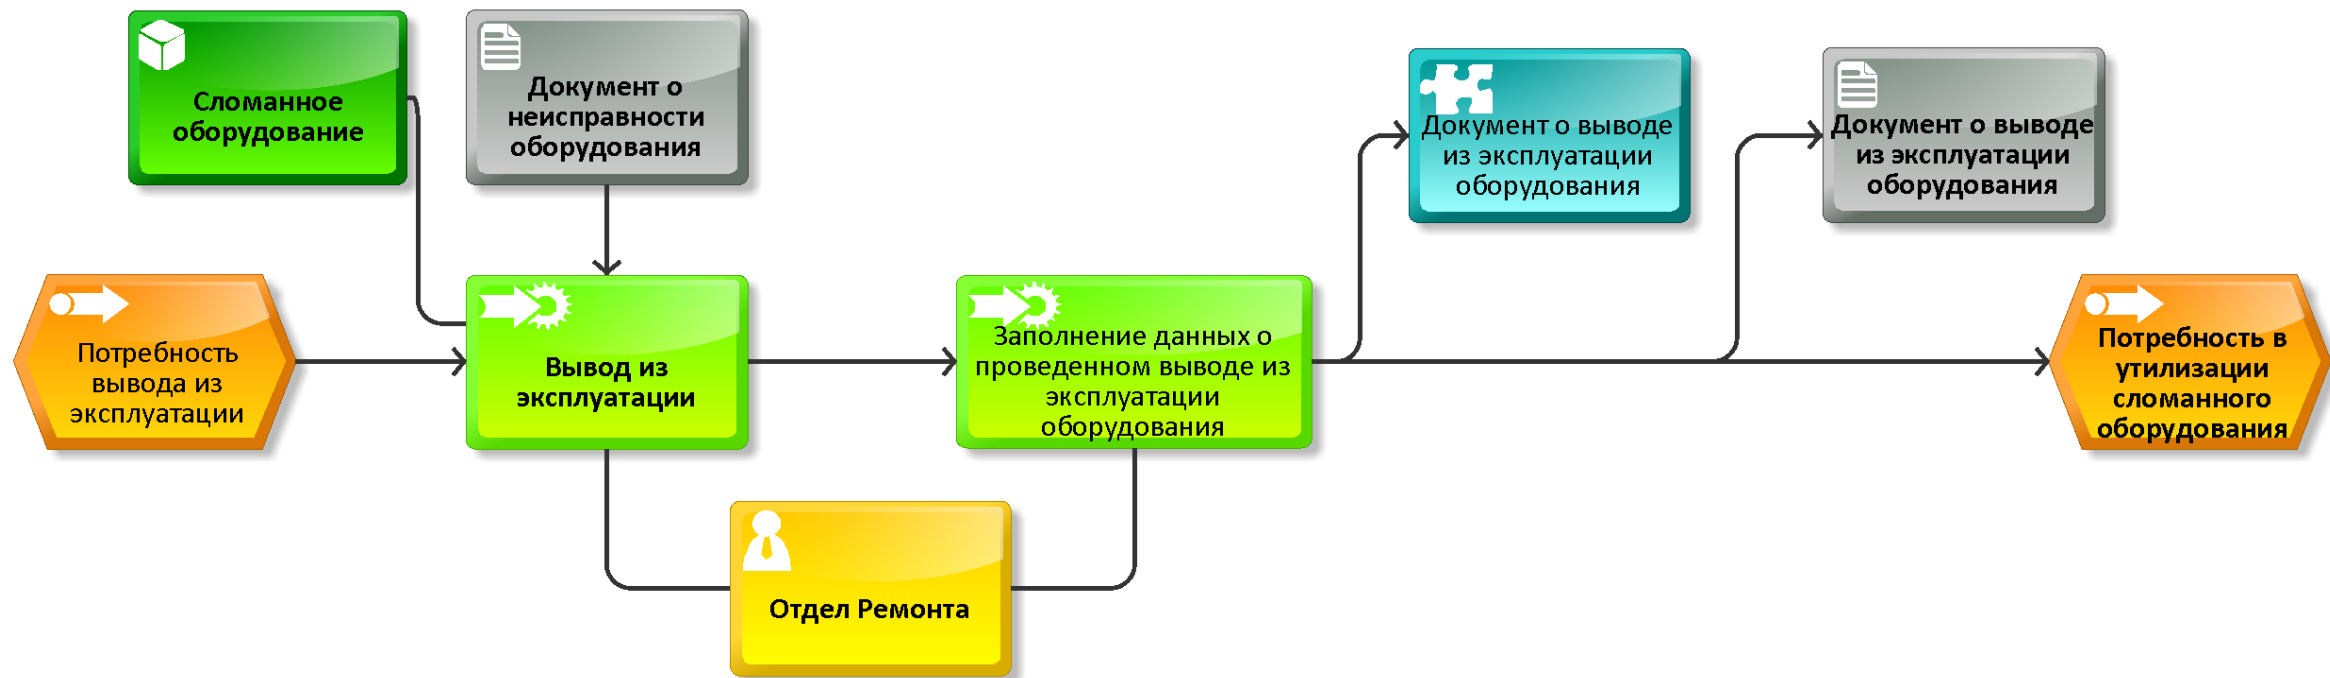 Сломанное
оборудование
Документ о
неисправности
оборудования
Документ о выводе
из эксплуатации
оборудования
Документ о выводе
из эксплуатации
оборудования
Потребность
вывода из
эксплуатации
Вывод из
эксплуатации
Заполнение данных о
проведенном выводе из
эксплуатации
оборудования
Потребность в
утилизации
сломанного
оборудования
Отдел Ремонта